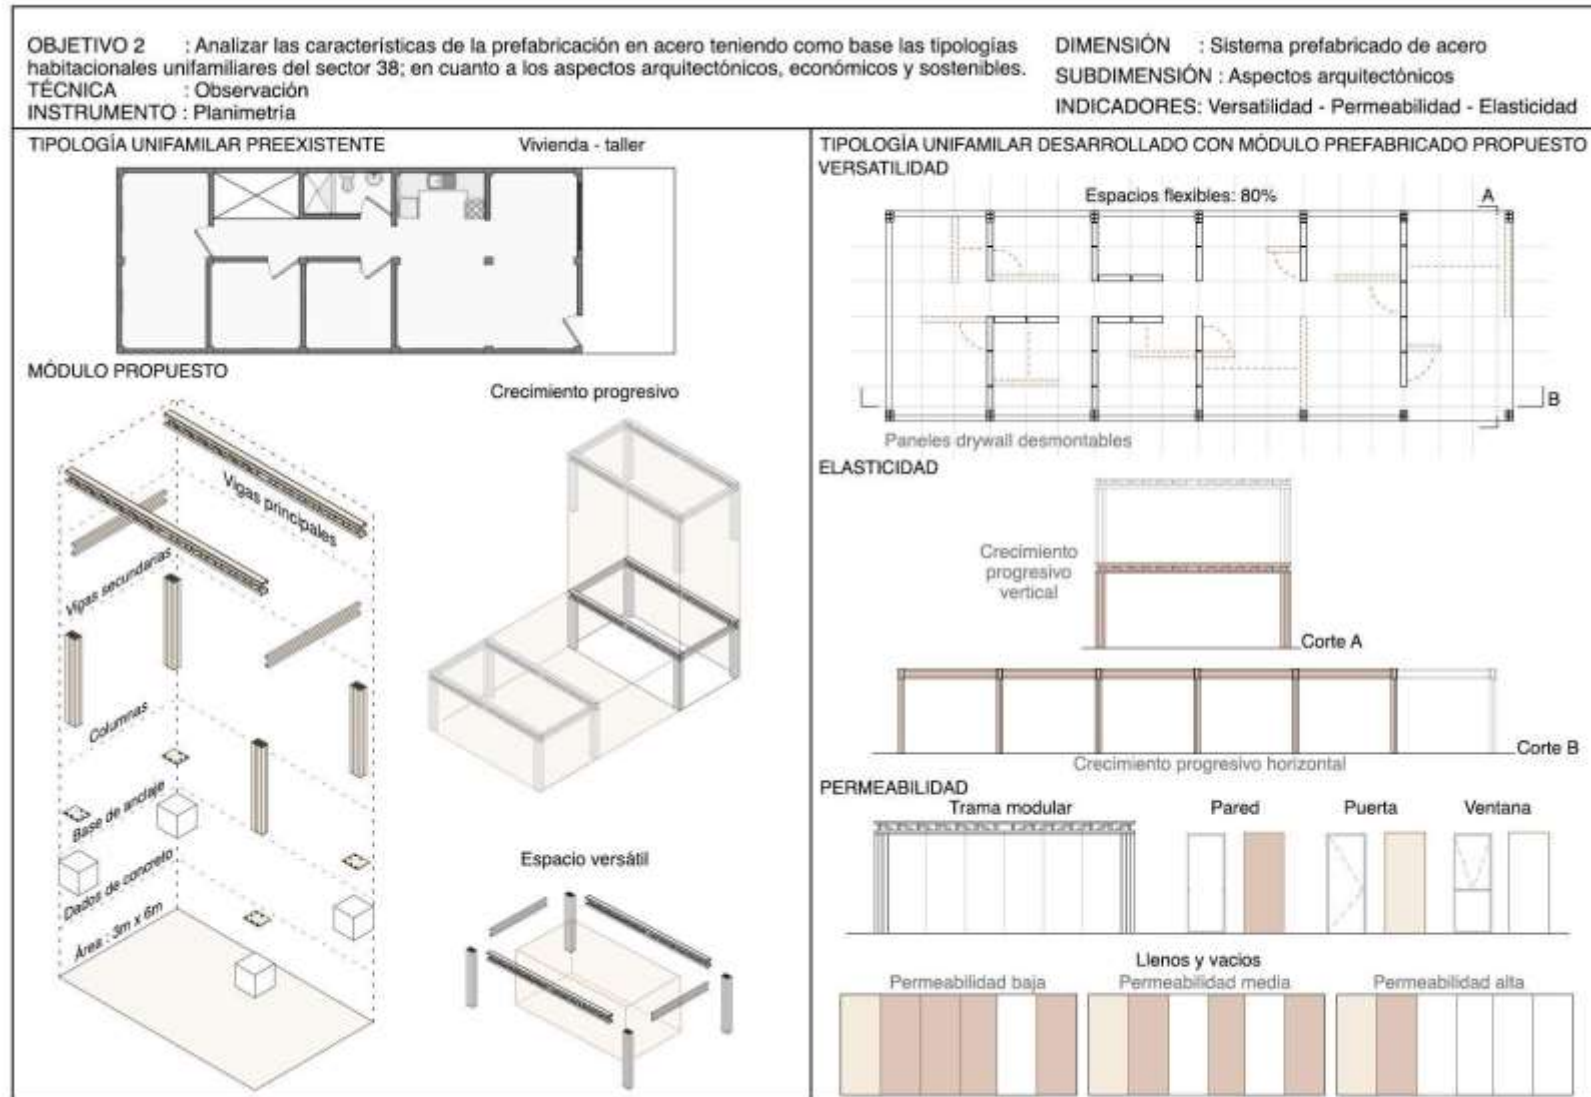 OBJETIVO 2 : Analizar las características de la prefabricación en acero teniendo como base las tipologías
habitacionales unifamiliares del sector 38; en cuanto a los aspectos arquitectónicos, económicos y sostenibles.
TÉCNICA : Observación
INSTRUMENTO : Planimetría
DIMENSIÓN : Sistema prefabricado de acero
SUBDIMENSIÓN : Aspectos arquitectónicos
INDICADORES: Versatilidad - Permeabilidad - Elasticidad
TIPOLOGÍA UNIFAMILAR PREEXISTENTE
Vivienda - taller
MÓDULO PROPUESTO
Vigas principales
Vigas secundarias
Columnas
Base de anclaje
Dados de concreto
Área : 3m x 6m
Crecimiento progresivo
Espacio versátil
TIPOLOGÍA UNIFAMILAR DESARROLLADO CON MÓDULO PREFABRICADO PROPUESTO
VERSATILIDAD
Espacios flexibles: 80%
A
B
Paneles drywall desmontables
ELASTICIDAD
Crecimiento
progresivo
vertical
Corte A
Corte B
Crecimiento progresivo horizontal
PERMEABILIDAD
Trama modular
Pared
Puerta
Ventana
Llenos y vacios
Permeabilidad baja
Permeabilidad media
Permeabilidad alta